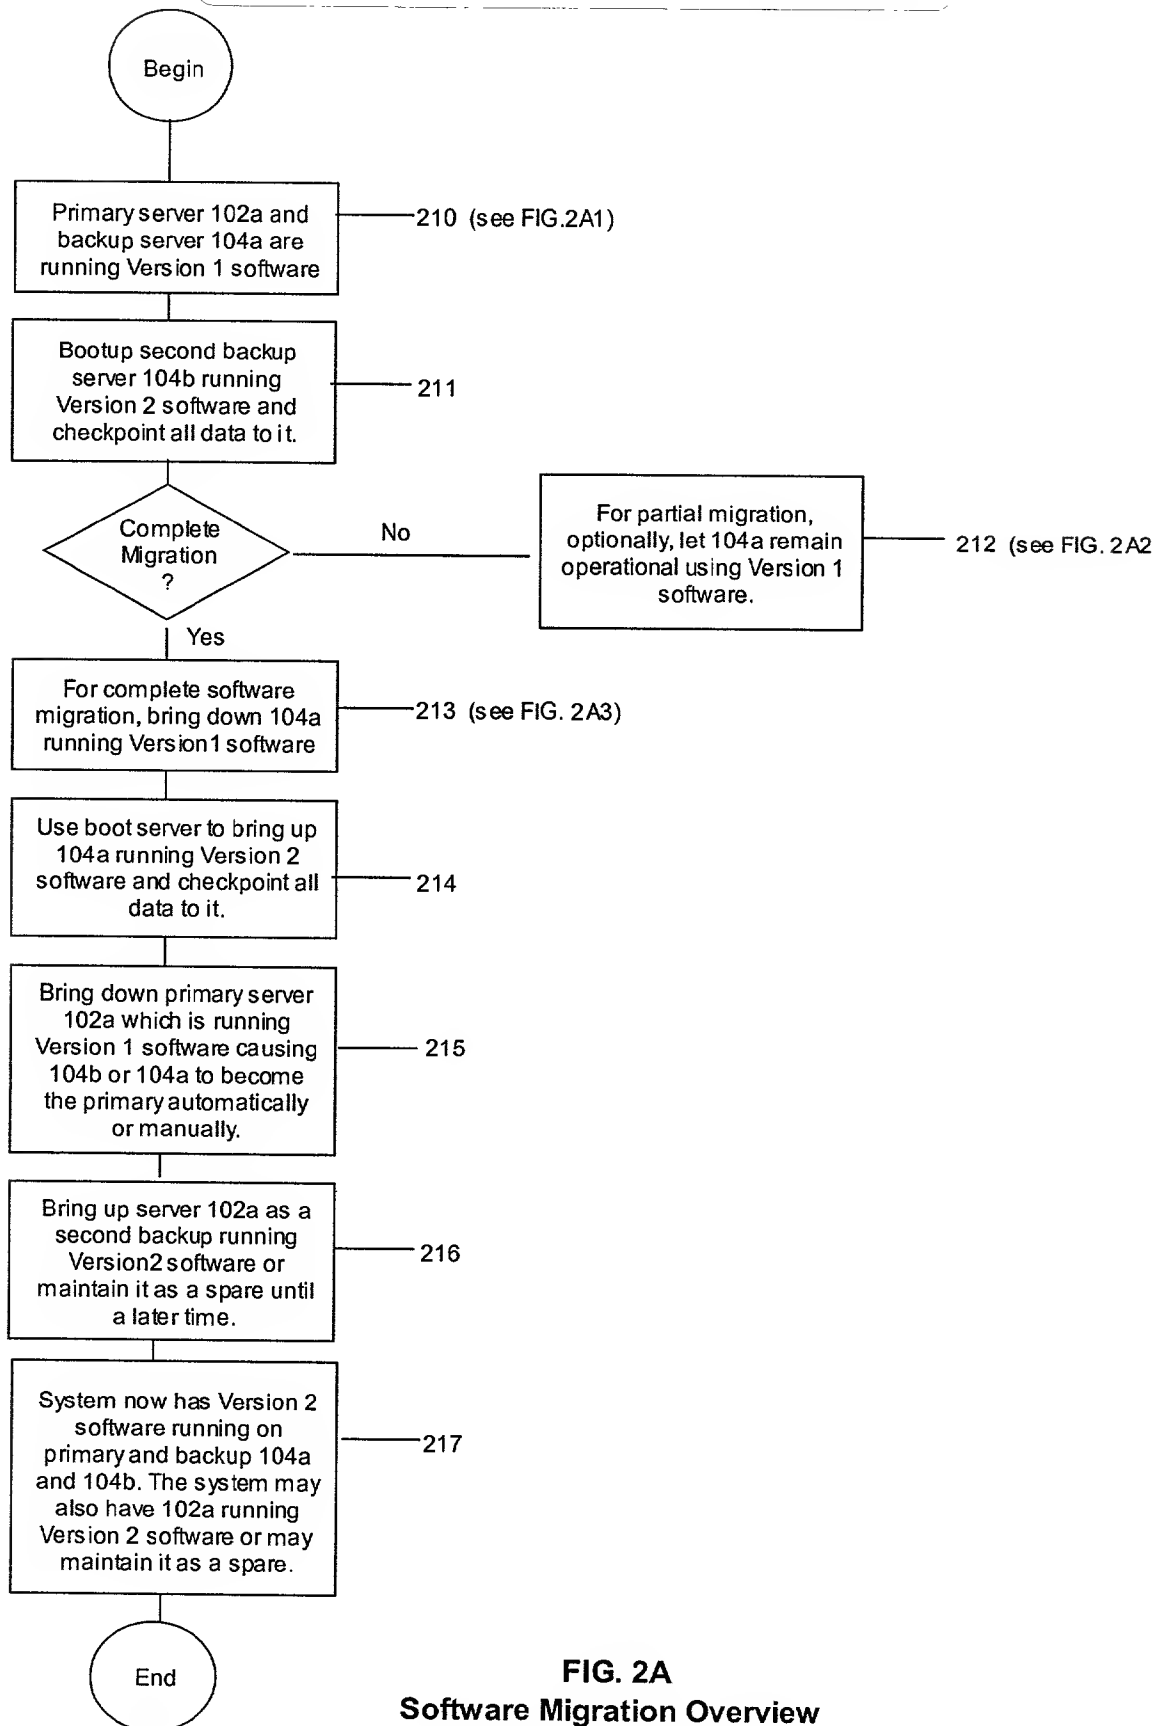 Begin
Primary server 102a and
backup server 104a are
running Version 1 software
210 (see FIG.2A1)
Bootup second backup
server 104b running
Version 2 software and
checkpoint all data to it.
211
Complete
Migration
?
No
For partial migration,
optionally, let 104a remain
operational using Version 1
software.
212 (see FIG. 2A2
Yes
For complete software
migration, bring down 104a
running Version1 software
213 (see FIG. 2A3)
Use boot server to bring up
104a running Version 2
software and checkpoint all
data to it.
214
Bring down primary server
102a which is running
Version 1 software causing
104b or 104a to become
the primary automatically
or manually.
215
Bring up server 102a as a
second backup running
Version2 software or
maintain it as a spare until
a later time.
216
System now has Version 2
software running on
primary and backup 104a
and 104b. The system may
also have 102a running
Version 2 software or may
maintain it as a spare.
217
End
FIG. 2A
Software Migration Overview